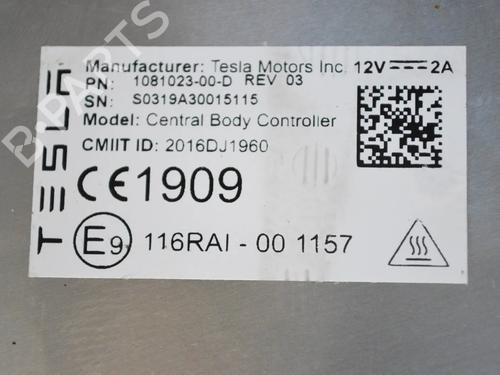 Manufacturer: Tesla Motors Inc 12V 2A
PN: 1081023-00-D REV 03
SN: S0319A30015115
Model: Central Body Controller
CMIIT ID: 2016DJ1960
CE1909
E9 116RAI - 00 1157
TESLA
B-PARTS